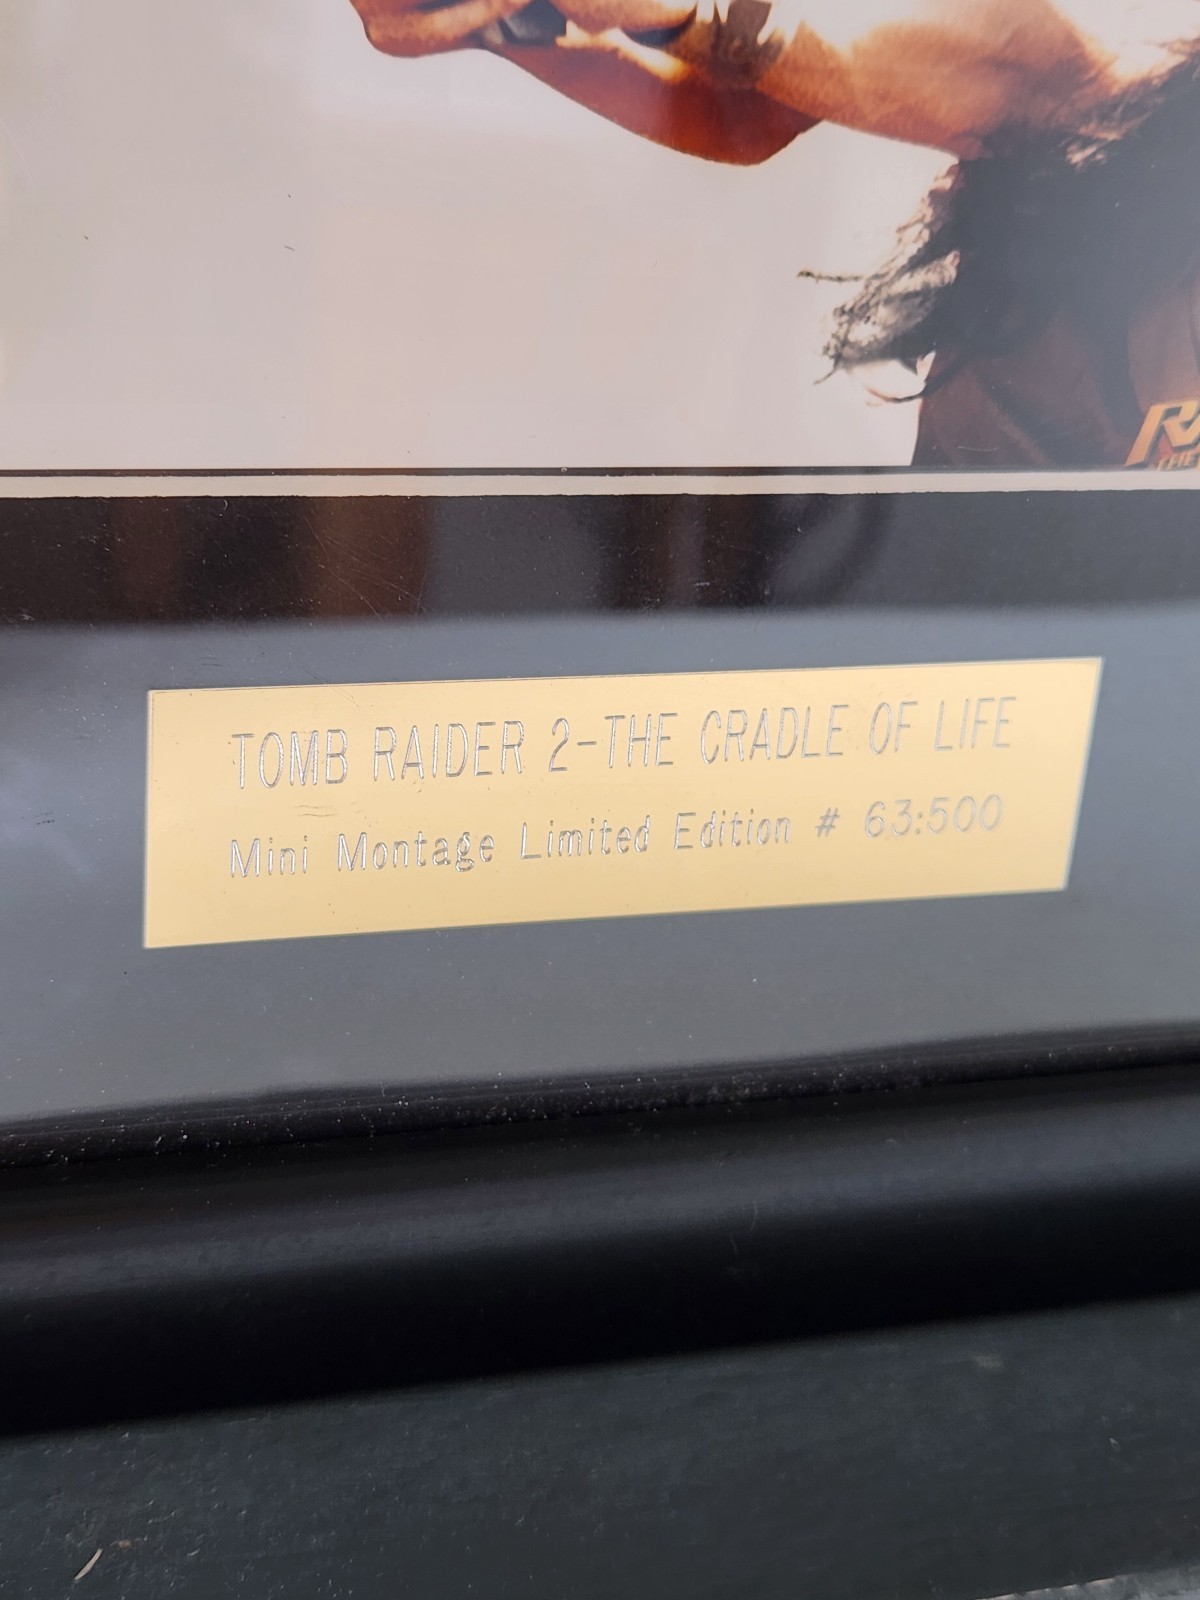 TOMB RAIDER 2-THE CRADLE OF LIFE
Mini Montage Limited Edition # 63:500